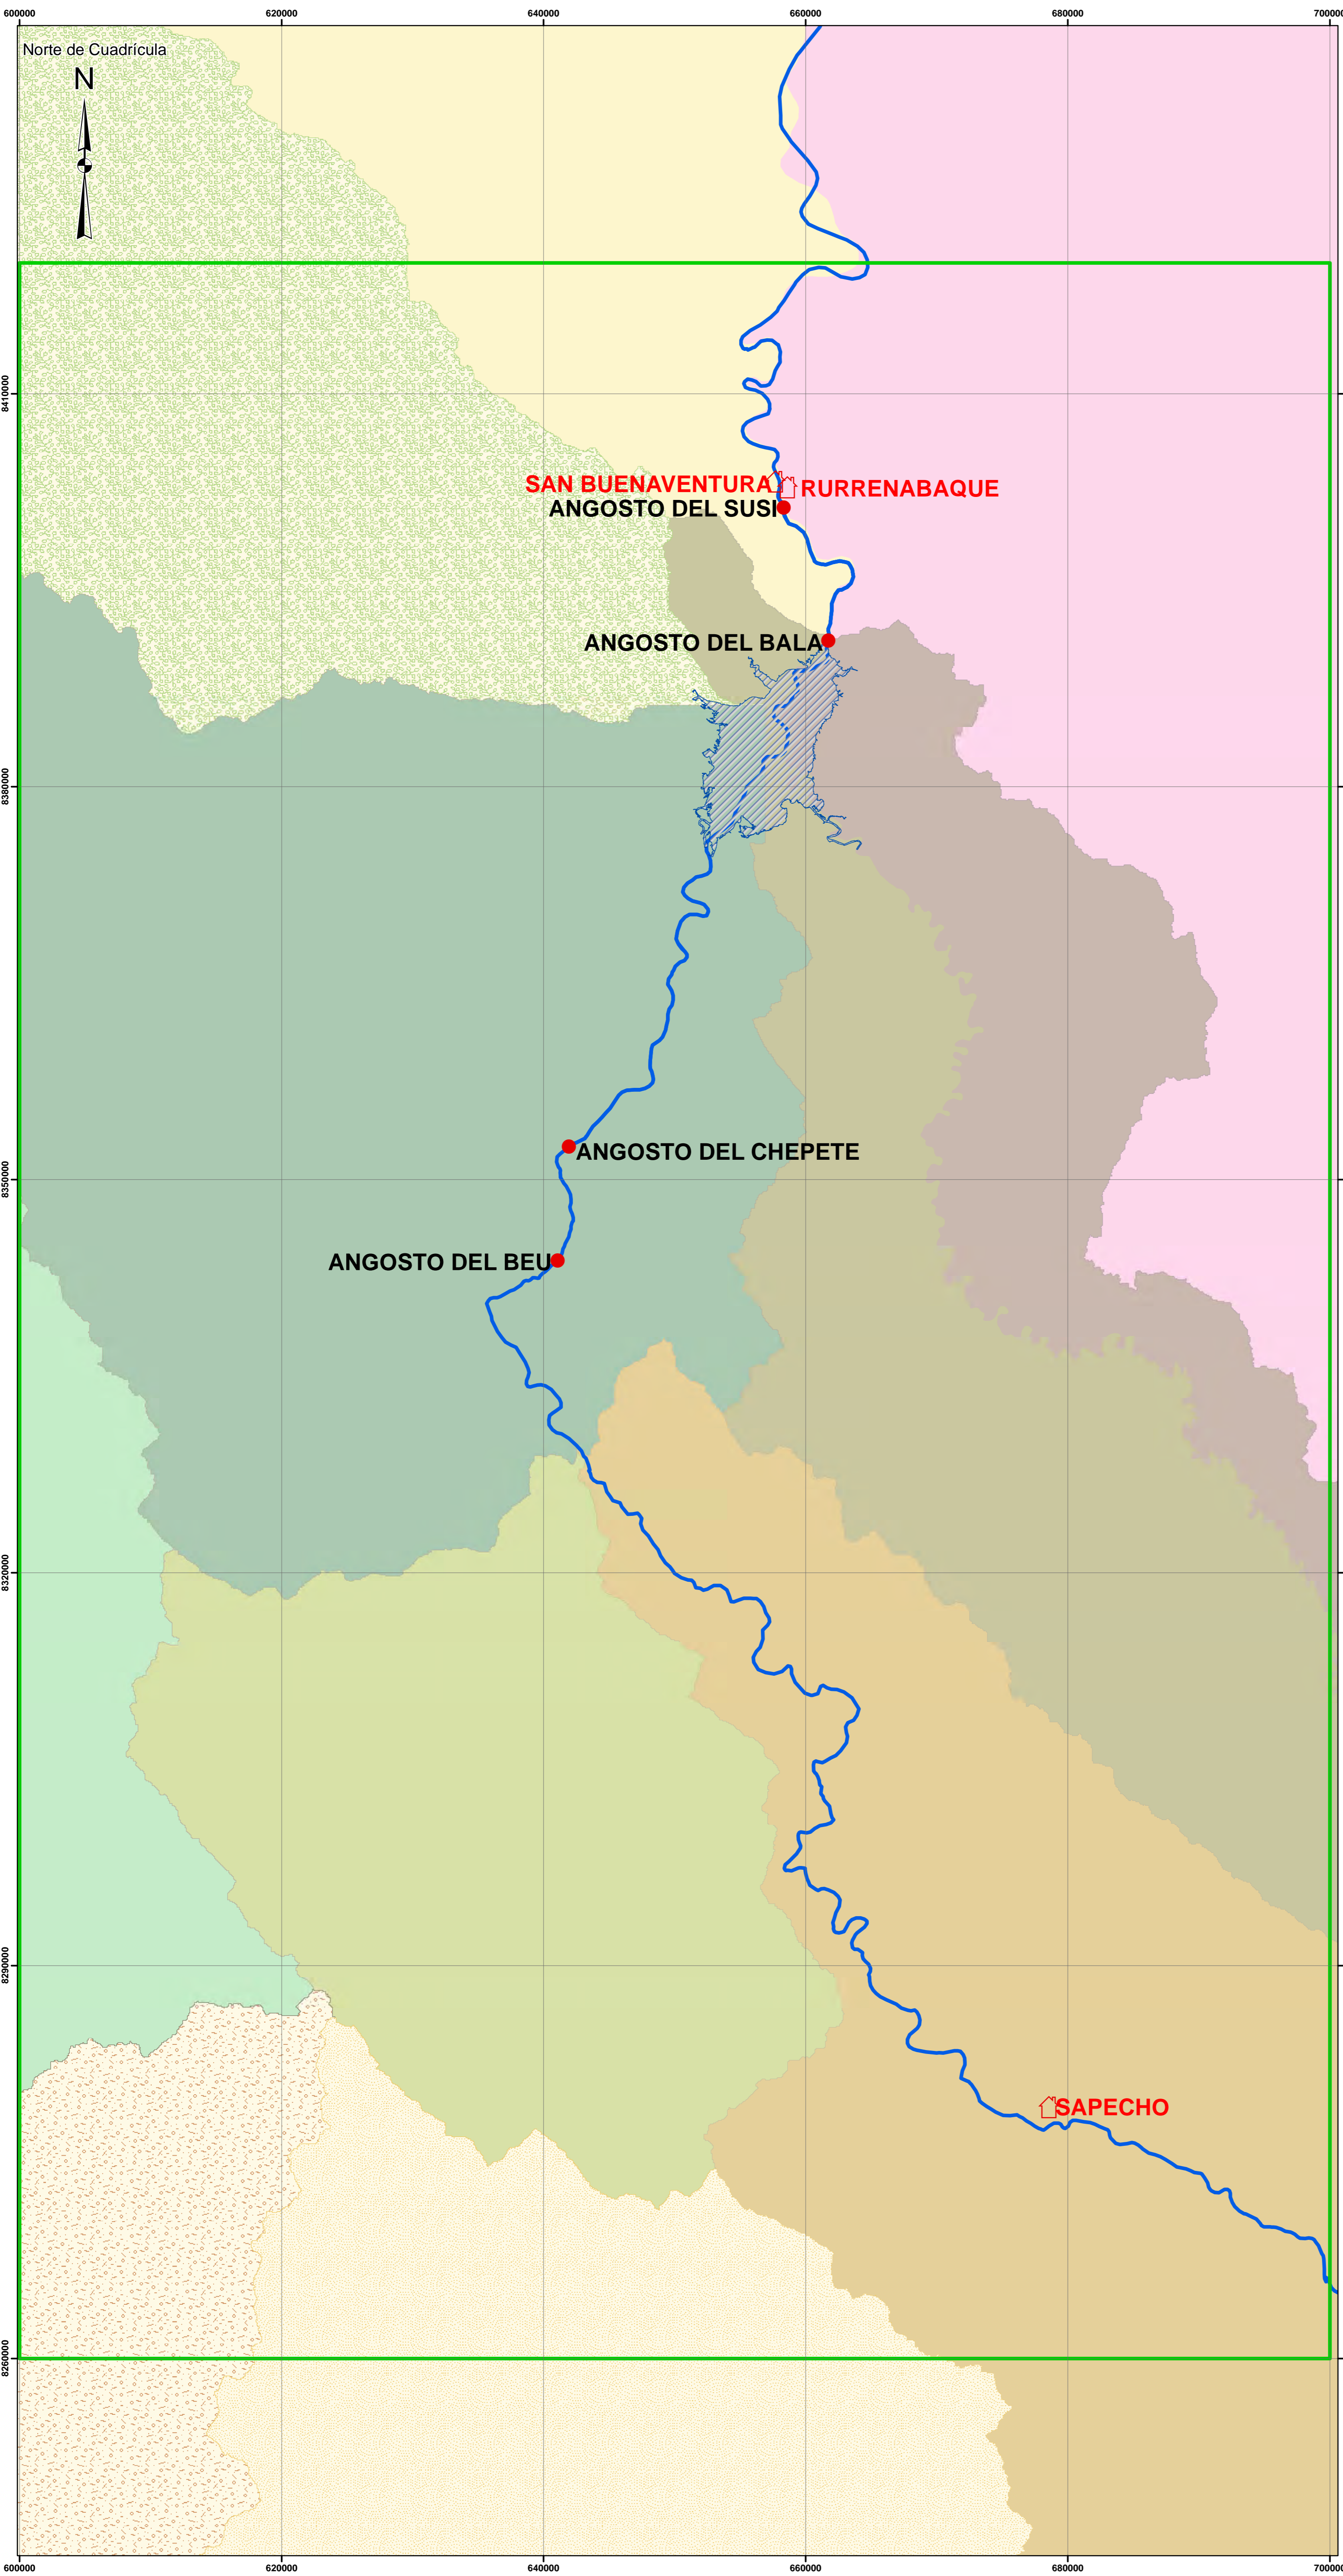 600000 620000 640000 660000 680000 700000
Norte de Cuadrícula
N
8410000
SAN BUENAVENTURA RURRENABAQUE
ANGOSTO DEL SUSI
ANGOSTO DEL BALA
8380000
ANGOSTO DEL CHEPETE
8350000
ANGOSTO DEL BEU
8320000
8290000
SAPECHO
8260000
600000 620000 640000 660000 680000 700000